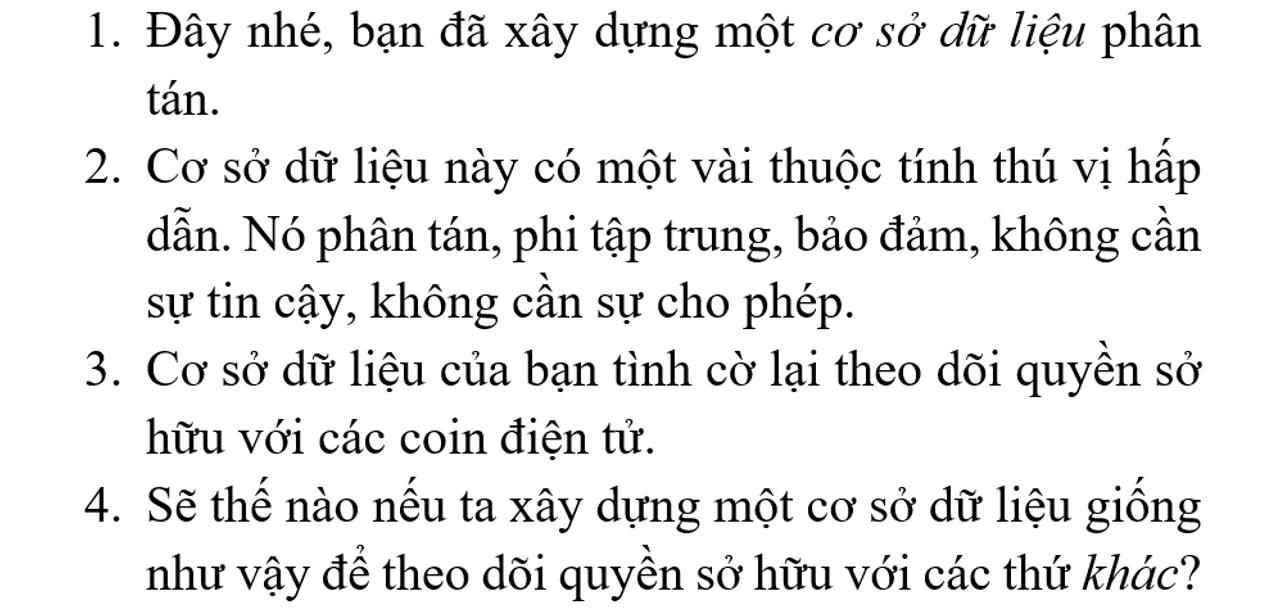 1. Đây nhé, bạn đã xây dựng một cơ sở dữ liệu phân
tán.
2. Cơ sở dữ liệu này có một vài thuộc tính thú vị hấp
dẫn. Nó phân tán, phi tập trung, bảo đảm, không cần
sự tin cậy, không cần sự cho phép.
3. Cơ sở dữ liệu của bạn tình cờ lại theo dõi quyền sở
hữu với các coin điện tử.
4. Sẽ thế nào nếu ta xây dựng một cơ sở dữ liệu giống
như vậy để theo dõi quyền sở hữu với các thứ khác?